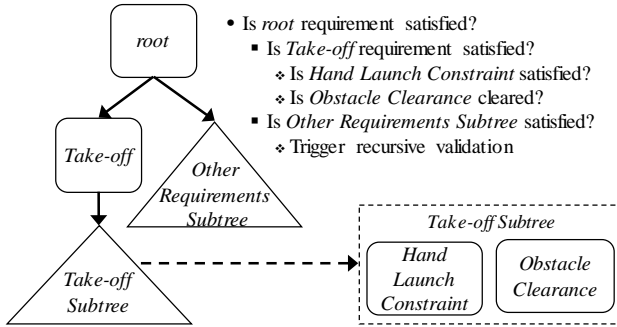 root
• Is root requirement satisfied?
▪ Is Take-off requirement satisfied?
❖ Is Hand Launch Constraint satisfied?
❖ Is Obstacle Clearance cleared?
▪ Is Other Requirements Subtree satisfied?
❖ Trigger recursive validation
Take-off
Other
Requirements
Subtree
Take-off
Subtree
Take-off Subtree
Hand
Launch
Constraint
Obstacle
Clearance